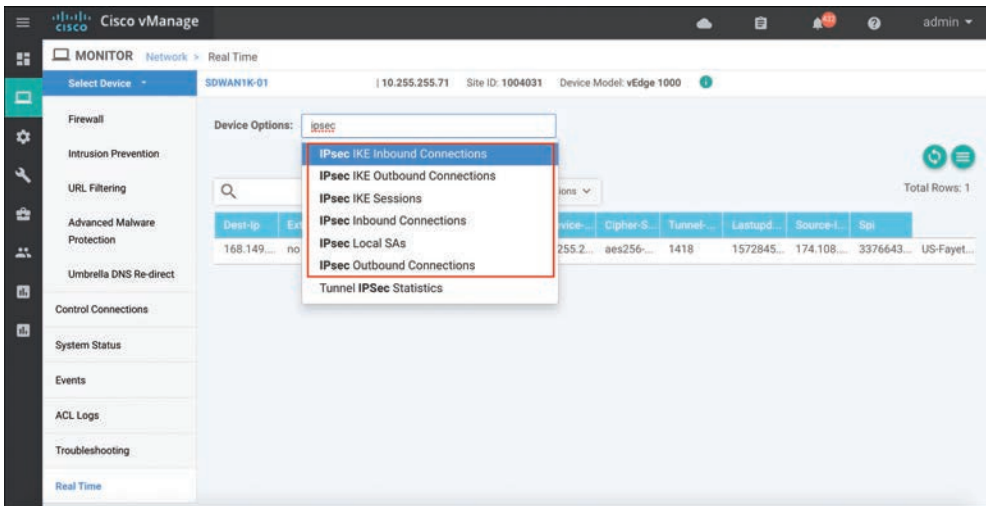 cisco Cisco vManage
433
admin
MONITOR Network > Real Time
Select Device
SDWAN1K-01 | 10.255.255.71 Site ID: 1004031 Device Model: vEdge 1000
Firewall
Intrusion Prevention
URL Filtering
Advanced Malware
Protection
Umbrella DNS Re-direct
Control Connections
System Status
Events
ACL Logs
Troubleshooting
Real Time
Device Options: ipsec
IPsec IKE Inbound Connections
IPsec IKE Outbound Connections
IPsec IKE Sessions
IPsec Inbound Connections
IPsec Local SAs
IPsec Outbound Connections
Tunnel IPSec Statistics
Total Rows: 1
Dest-Ip Cipher-S... Tunnel-... Lastupd... Source-I... Spi
168.149.... no 255.2... aes256-... 1418 1572845... 174.108.... 3376643... US-Fayet...